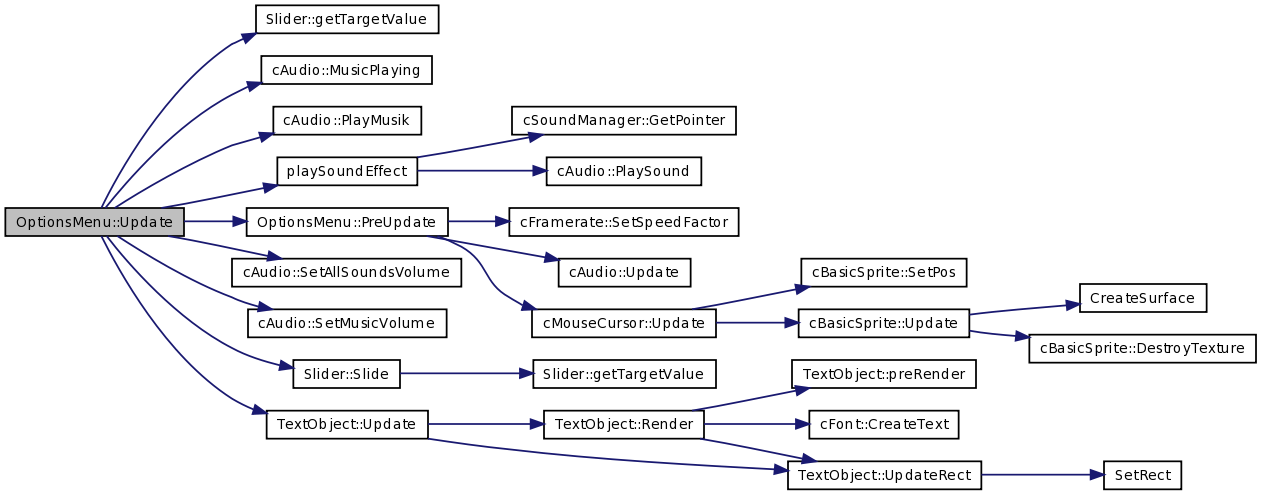 Slider::getTargetValue
cAudio::MusicPlaying
cAudio::PlayMusik
cSoundManager::GetPointer
playSoundEffect
cAudio::PlaySound
OptionsMenu::Update
OptionsMenu::PreUpdate
cFramerate::SetSpeedFactor
cAudio::SetAllSoundsVolume
cAudio::Update
cBasicSprite::SetPos
CreateSurface
cAudio::SetMusicVolume
cMouseCursor::Update
cBasicSprite::Update
cBasicSprite::DestroyTexture
Slider::Slide
Slider::getTargetValue
TextObject::preRender
TextObject::Update
TextObject::Render
cFont::CreateText
TextObject::UpdateRect
SetRect